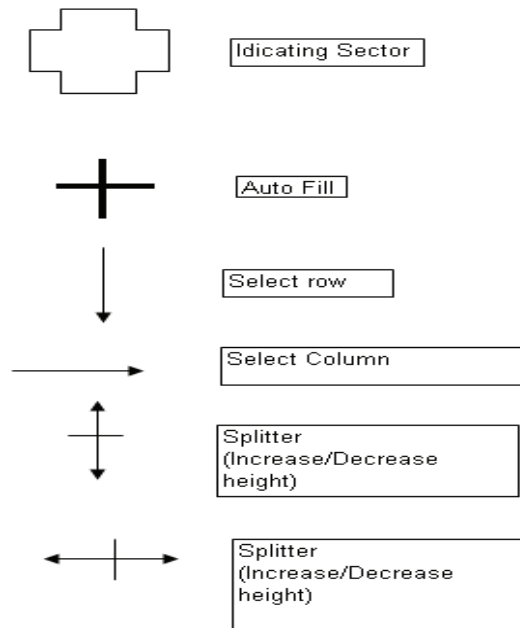 Idicating Sector
Auto Fill
Select row
Select Column
Splitter
(Increase/Decrease
height)
Splitter
(Increase/Decrease
height)